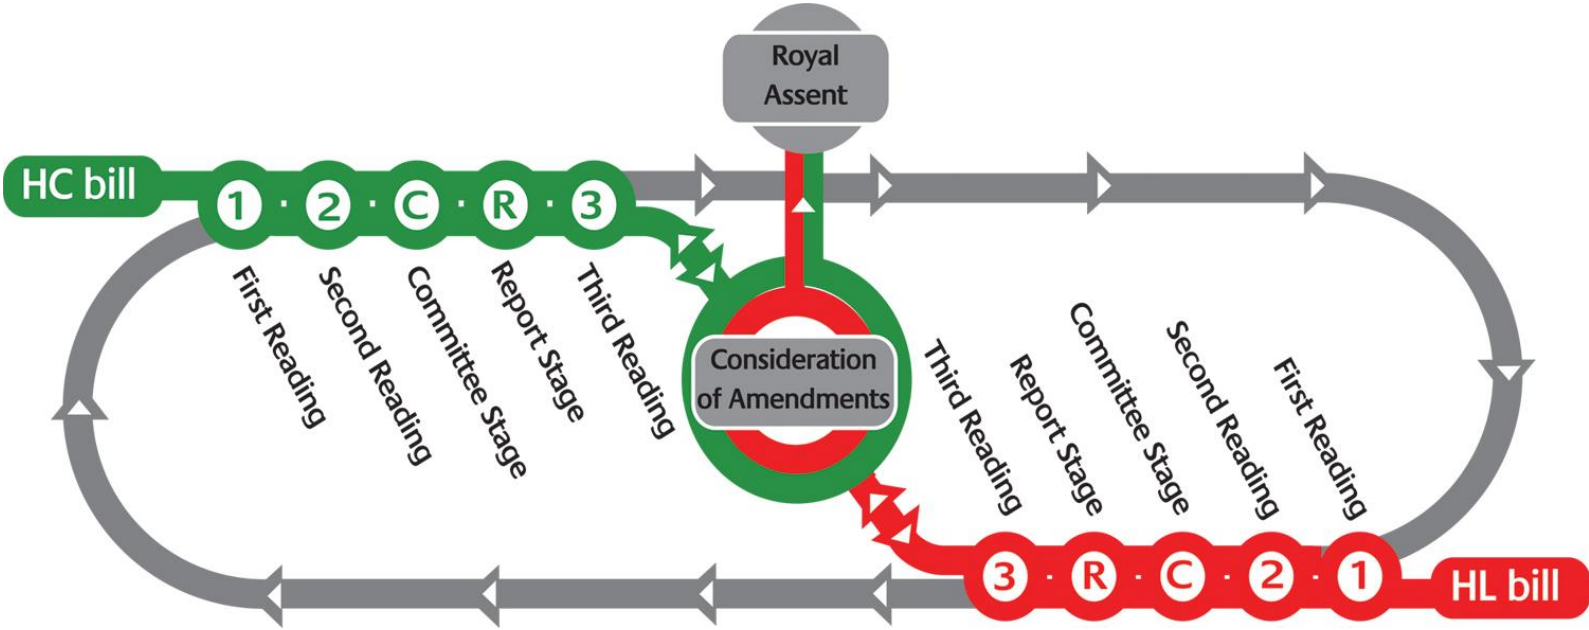 Royal
Assent
HC bill
1 · 2 · C · R · 3
First Reading
Second Reading
Committee Stage
Report Stage
Third Reading
Consideration
of Amendments
Third Reading
Report Stage
Committee Stage
Second Reading
First Reading
3 · R · C · 2 · 1
HL bill